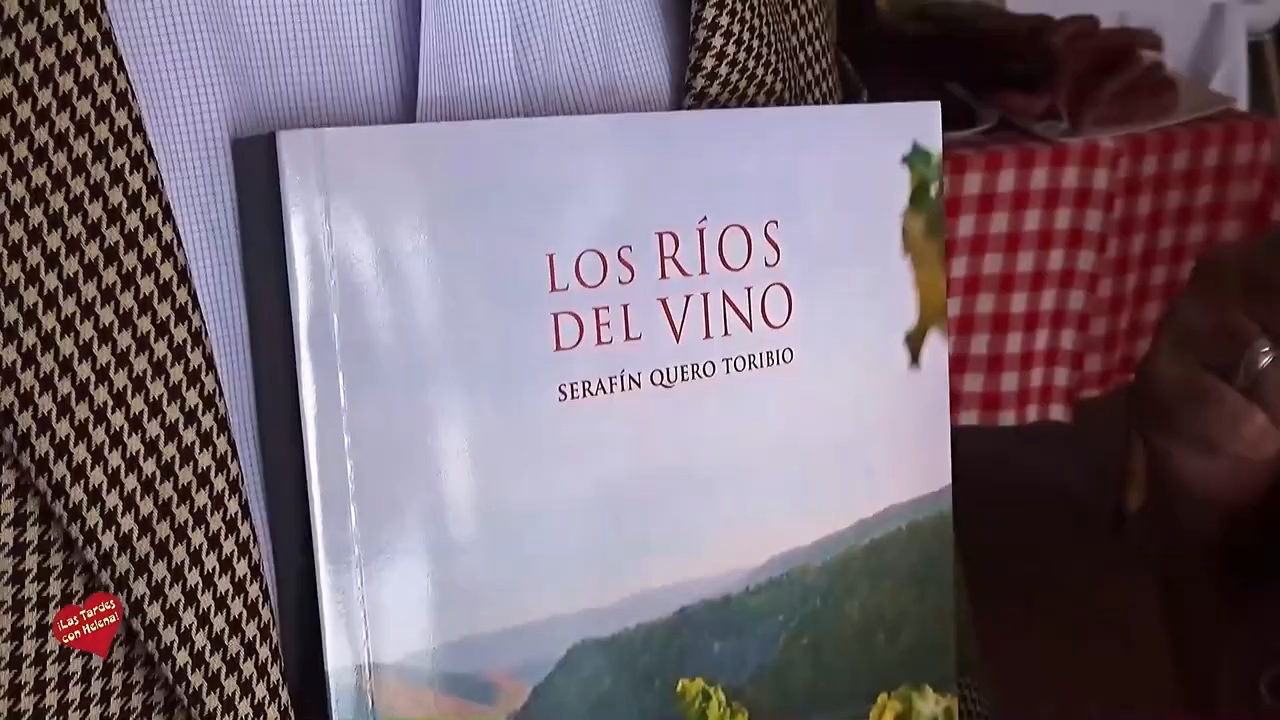 LOS RÍOS
DEL VINO
SERAFÍN QUERO TORIBIO
¡Las Tardes
con Helena!